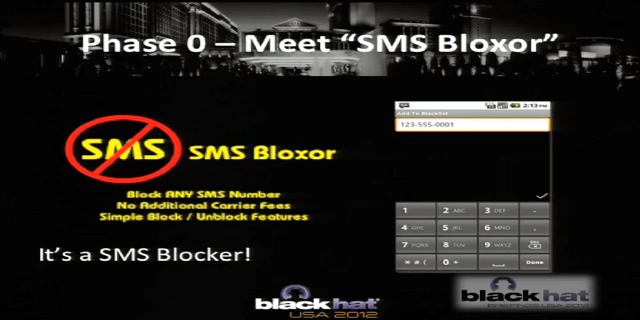 Phase 0 – Meet “SMS Bloxor”
SMS
SMS Bloxor
Block ANY SMS Number
No Additional Carrier Fees
Simple Block / Unblock Features
It's a SMS Blocker!
2:13 PM
Add To Blacklist
123-555-0001
1 2 ABC 3 DEF -
4 GHI 5 JKL 6 MNO .
7 PQRS 8 TUV 9 WXYZ DEL
* # ( 0 + Done
black hat
USA 2012
black hat
USA 2012